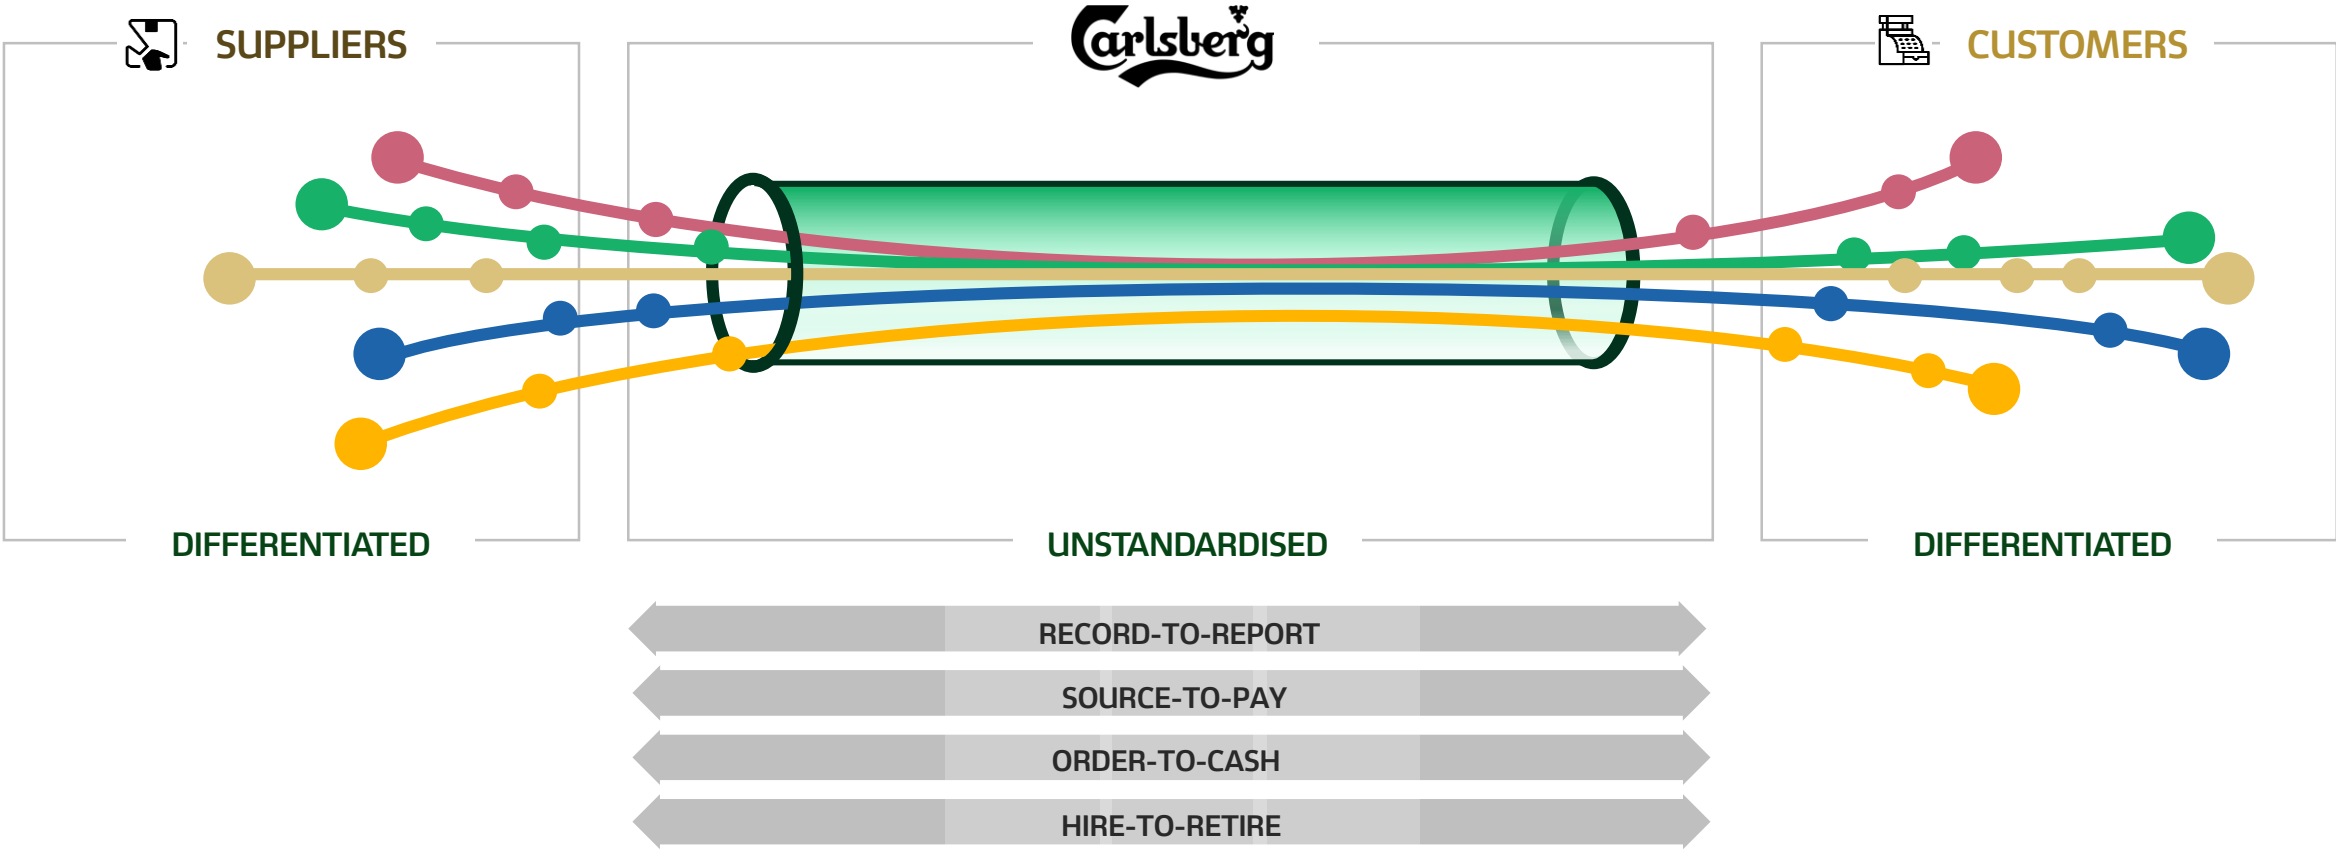 SUPPLIERS
Carlsberg
CUSTOMERS
DIFFERENTIATED
UNSTANDARDISED
DIFFERENTIATED
RECORD-TO-REPORT
SOURCE-TO-PAY
ORDER-TO-CASH
HIRE-TO-RETIRE